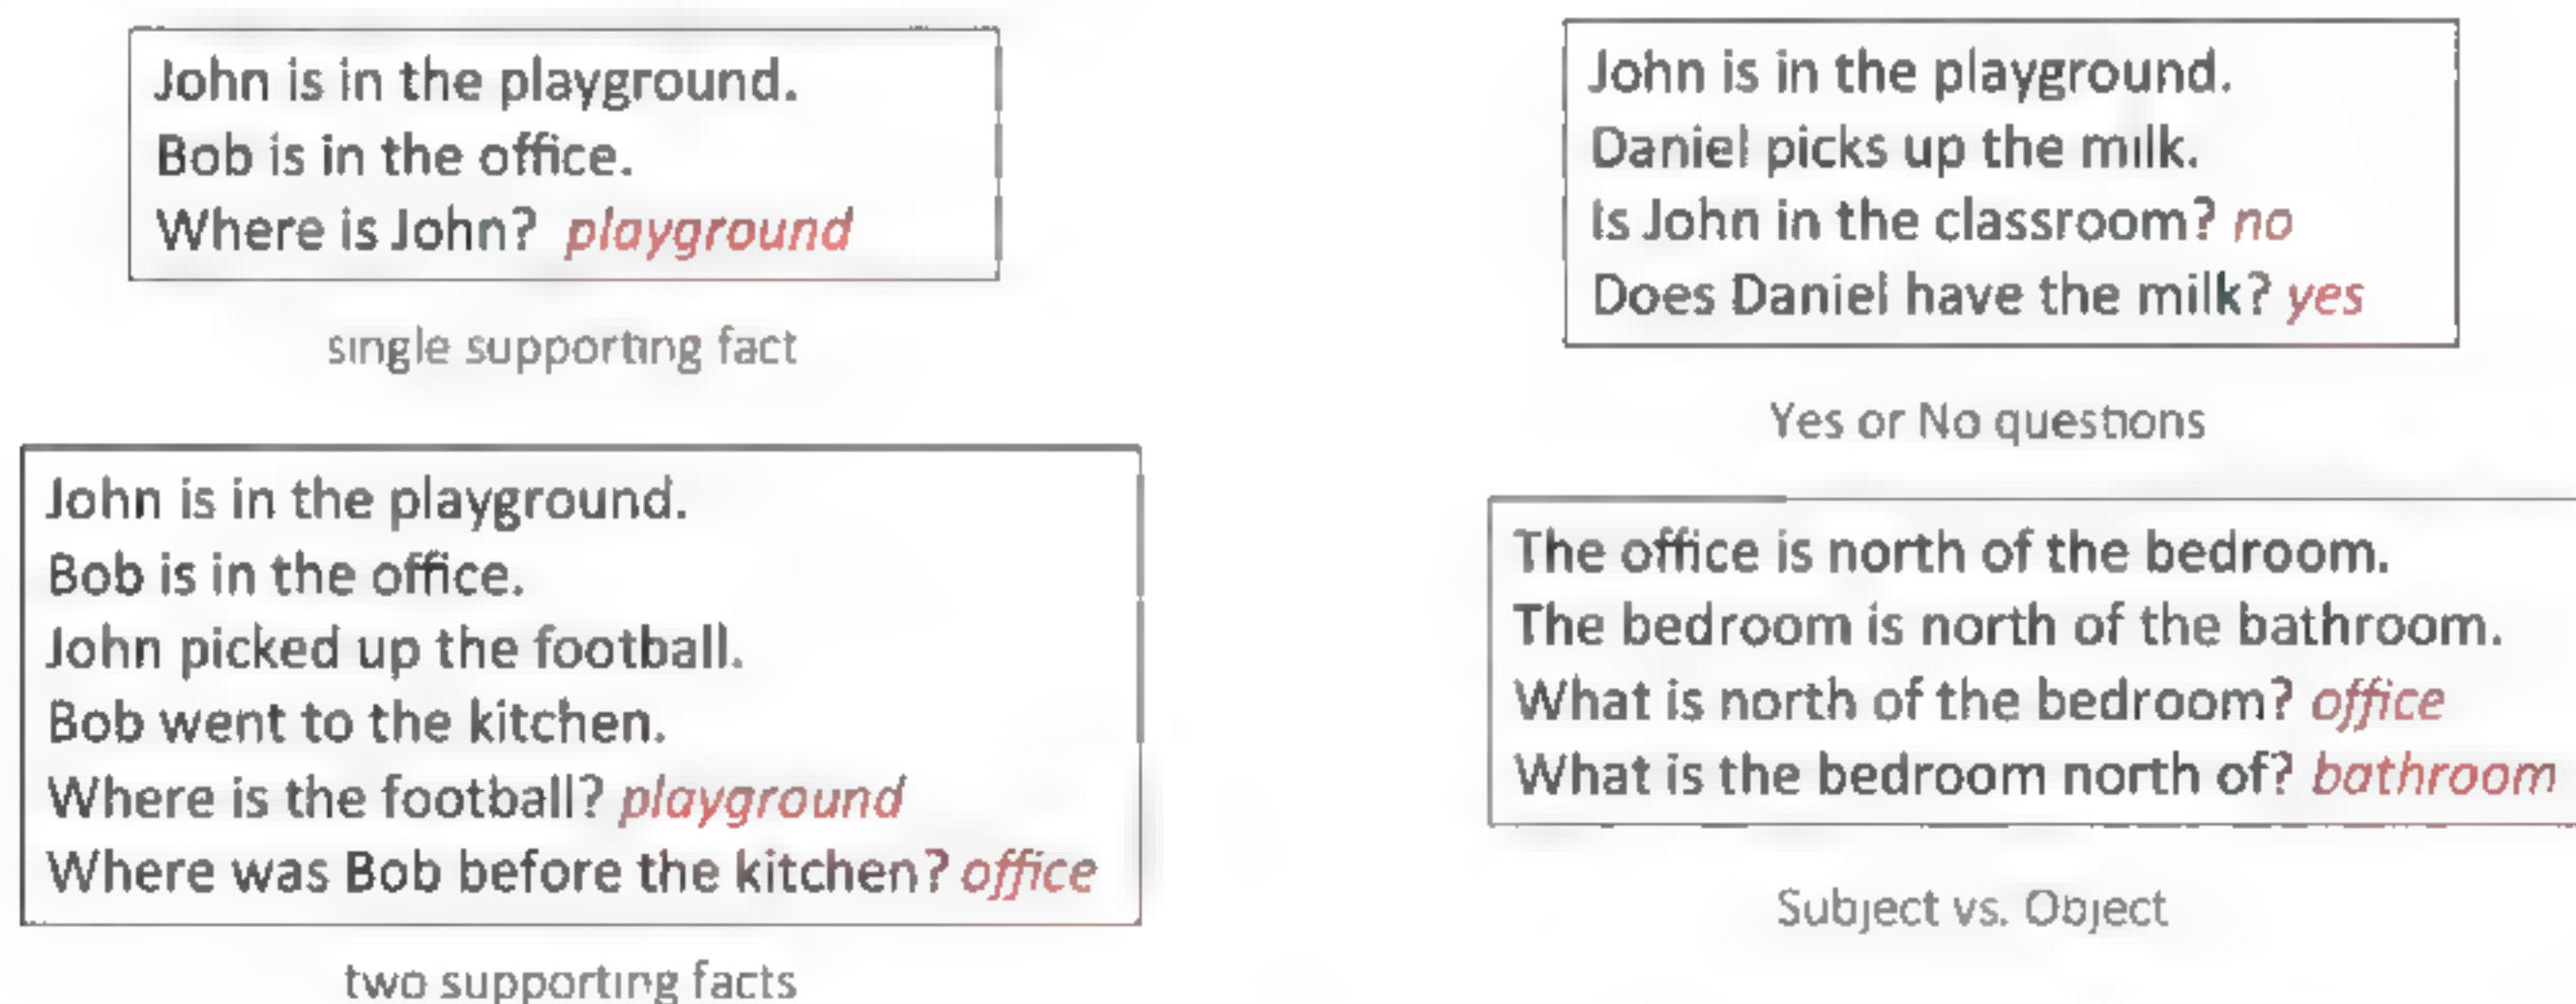 John is in the playground.
Bob is in the office.
Where is John? playground
single supporting fact
John is in the playground.
Bob is in the office.
John picked up the football.
Bob went to the kitchen.
Where is the football? playground
Where was Bob before the kitchen? office
two supporting facts
John is in the playground.
Daniel picks up the milk.
Is John in the classroom? no
Does Daniel have the milk? yes
Yes or No questions
The office is north of the bedroom.
The bedroom is north of the bathroom.
What is north of the bedroom? office
What is the bedroom north of? bathroom
Subject vs. Object